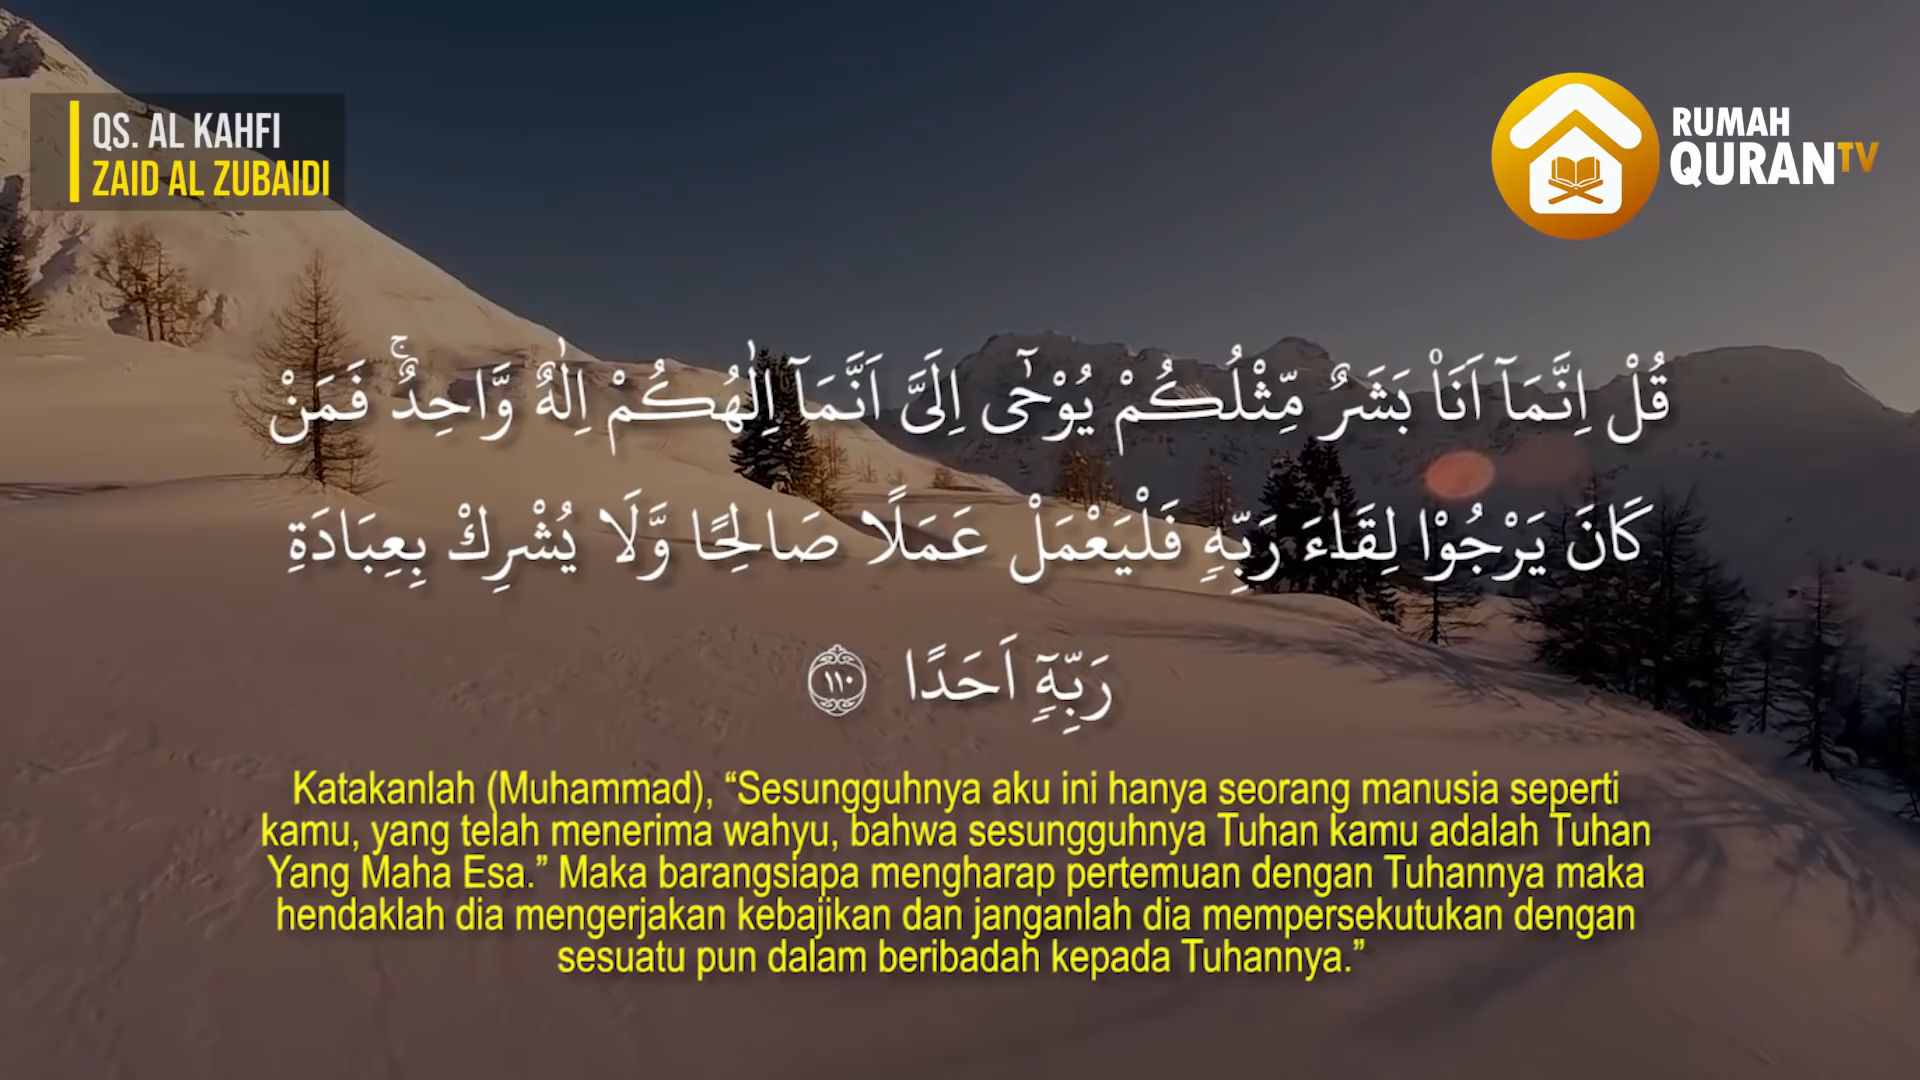 QS. AL KAHFI
ZAID AL ZUBAIDI
RUMAH
QURANTV
قُلْ اِنَّمَآ اَنَا۠ بَشَرٌ مِّثْلُكُمْ يُوْحٰٓى اِلَيَّ اَنَّمَآ اِلٰهُكُمْ اِلٰهٌ وَّاحِدٌۚ فَمَنْ
كَانَ يَرْجُوْا لِقَاۤءَ رَبِّهٖ فَلْيَعْمَلْ عَمَلًا صَالِحًا وَّلَا يُشْرِكْ بِعِبَادَةِ
رَبِّهٖٓ اَحَدًا ۝١١٠
Katakanlah (Muhammad), “Sesungguhnya aku ini hanya seorang manusia seperti
kamu, yang telah menerima wahyu, bahwa sesungguhnya Tuhan kamu adalah Tuhan
Yang Maha Esa.” Maka barangsiapa mengharap pertemuan dengan Tuhannya maka
hendaklah dia mengerjakan kebajikan dan janganlah dia mempersekutukan dengan
sesuatu pun dalam beribadah kepada Tuhannya.”